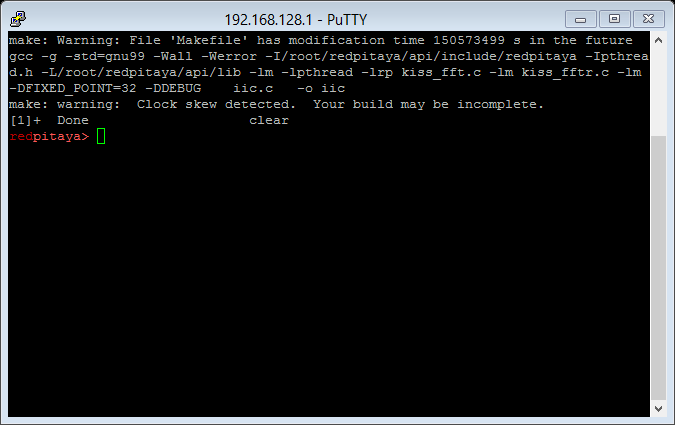 192.168.128.1 - PuTTY
make: Warning: File 'Makefile' has modification time 150573499 s in the future
gcc -g -std=gnu99 -Wall -Werror -I/root/redpitaya/api/include/redpitaya -Ipthrea
d.h -L/root/redpitaya/api/lib -lm -lpthread -lrp kiss_fft.c -lm kiss_fftr.c -lm
-DFIXED_POINT=32 -DDEBUG    iic.c   -o iic
make: warning:  Clock skew detected.  Your build may be incomplete.
[1]+  Done                    clear
redpitaya>